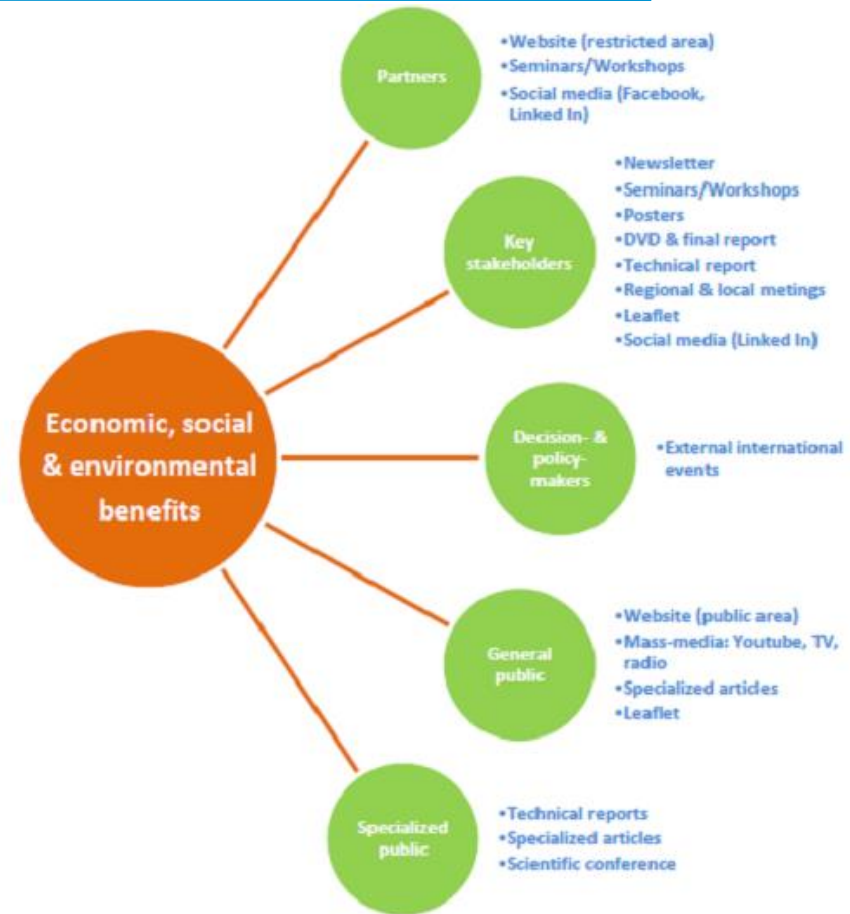 Partners
•Website (restricted area)
•Seminars/Workshops
•Social media (Facebook,
Linked In)
Key
stakeholders
•Newsletter
•Seminars/Workshops
•Posters
•DVD & final report
•Technical report
•Regional & local metings
•Leaflet
•Social media (Linked In)
Economic, social
& environmental
benefits
Decision- &
policy-
makers
•External international
events
General
public
•Website (public area)
•Mass-media: Youtube, TV,
radio
•Specialized articles
•Leaflet
Specialized
public
•Technical reports
•Specialized articles
•Scientific conference